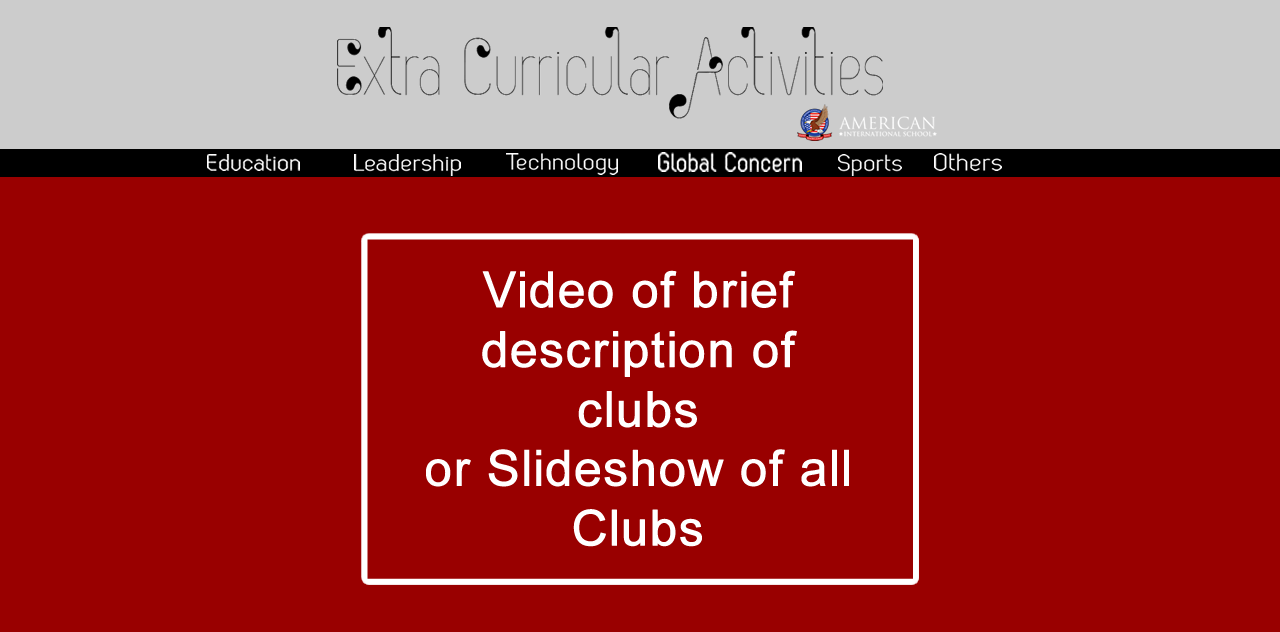 Extra Curricular Activities
AMERICAN
INTERNATIONAL SCHOOL
Education Leadership Technology Global Concern Sports Others
Video of brief
description of
clubs
or Slideshow of all
Clubs